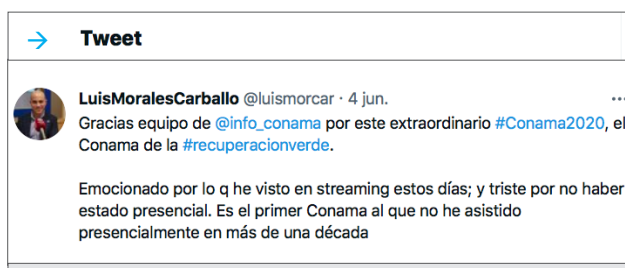 Tweet
LuisMoralesCarballo @luismorcar · 4 jun.
Gracias equipo de @info_conama por este extraordinario #Conama2020, el
Conama de la #recuperacionverde.
Emocionado por lo q he visto en streaming estos días; y triste por no haber
estado presencial. Es el primer Conama al que no he asistido
presencialmente en más de una década